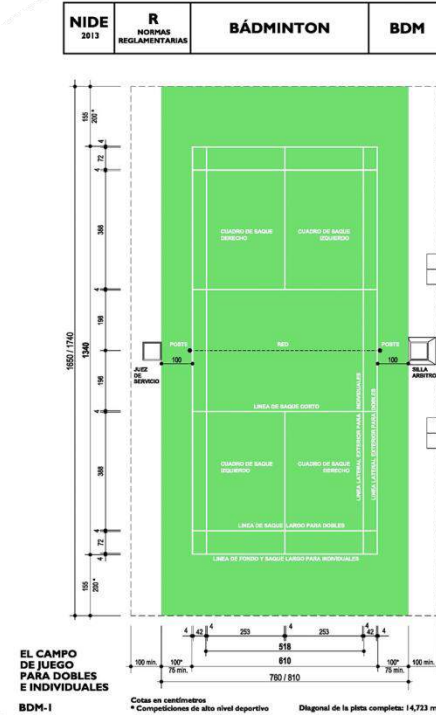 NIDE
2013
R
NORMAS
REGLAMENTARIAS
BÁDMINTON
BDM
155
200*
4
72
4
388
198
1650 / 1740
1340
198
388
4
72
4
155
200*
CUADRO DE SAQUE
DERECHO
CUADRO DE SAQUE
IZQUIERDO
POSTE
RED
POSTE
100
100
JUEZ
DE
SERVICIO
SILLA
ARBITRO
LINEA DE SAQUE CORTO
CUADRO DE SAQUE
IZQUIERDO
CUADRO DE SAQUE
DERECHO
LINEA LATERAL EXTERIOR PARA INDIVIDUALES
LINEA LATERAL EXTERIOR PARA DOBLES
LINEA DE SAQUE LARGO PARA DOBLES
LINEA DE FONDO Y SAQUE LARGO PARA INDIVIDUALES
4 42 4 253 4 253 4 42 4
518
100 min. 100* 610 100* 100 min.
75 min. 75 min.
760 / 810
EL CAMPO
DE JUEGO
PARA DOBLES
E INDIVIDUALES
BDM-1
Cotas en centímetros
* Competiciones de alto nivel deportivo
Diagonal de la pista completa: 14,723 m